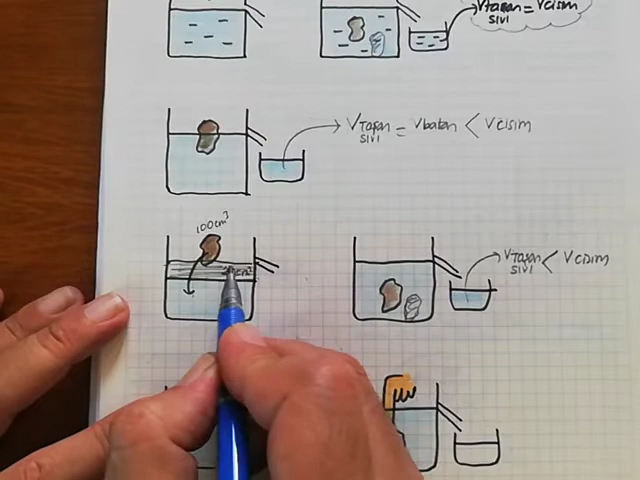 Vtaşan = Vcisim
sıvı
Vtaşan = Vbatan < Vcisim
sıvı
100cm³
Vtaşan < Vcisim
sıvı